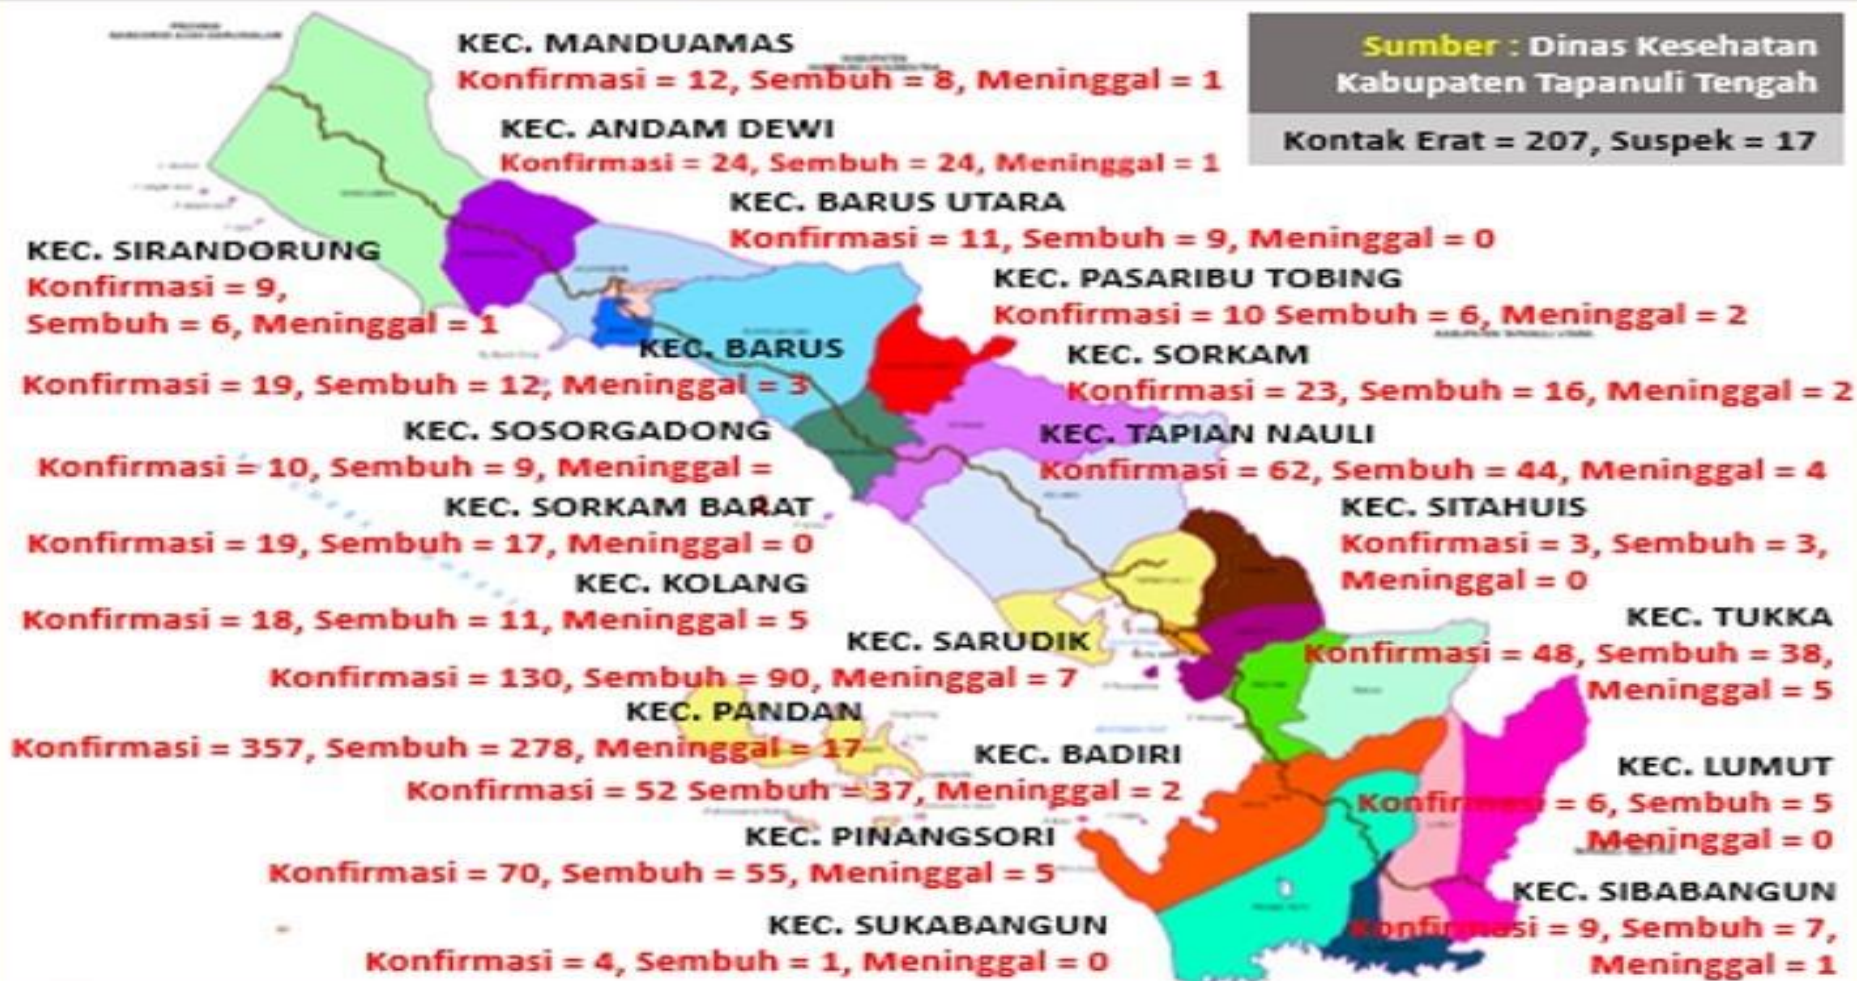 KEC. MANDUAMAS
Konfirmasi = 12, Sembuh = 8, Meninggal = 1
Sumber : Dinas Kesehatan
Kabupaten Tapanuli Tengah
Kontak Erat = 207, Suspek = 17
KEC. ANDAM DEWI
Konfirmasi = 24, Sembuh = 24, Meninggal = 1
KEC. BARUS UTARA
Konfirmasi = 11, Sembuh = 9, Meninggal = 0
KEC. SIRANDORUNG
Konfirmasi = 9,
Sembuh = 6, Meninggal = 1
KEC. PASARIBU TOBING
Konfirmasi = 10 Sembuh = 6, Meninggal = 2
KEC. BARUS
Konfirmasi = 19, Sembuh = 12, Meninggal = 3
KEC. SORKAM
Konfirmasi = 23, Sembuh = 16, Meninggal = 2
KEC. SOSORGADONG
Konfirmasi = 10, Sembuh = 9, Meninggal =
KEC. TAPIAN NAULI
Konfirmasi = 62, Sembuh = 44, Meninggal = 4
KEC. SORKAM BARAT
Konfirmasi = 19, Sembuh = 17, Meninggal = 0
KEC. SITAHUIS
Konfirmasi = 3, Sembuh = 3,
Meninggal = 0
KEC. KOLANG
Konfirmasi = 18, Sembuh = 11, Meninggal = 5
KEC. TUKKA
Konfirmasi = 48, Sembuh = 38,
Meninggal = 5
KEC. SARUDIK
Konfirmasi = 130, Sembuh = 90, Meninggal = 7
KEC. PANDAN
Konfirmasi = 357, Sembuh = 278, Meninggal = 17
KEC. BADIRI
Konfirmasi = 52 Sembuh = 37, Meninggal = 2
KEC. LUMUT
Konfirmasi = 6, Sembuh = 5
Meninggal = 0
KEC. PINANGSORI
Konfirmasi = 70, Sembuh = 55, Meninggal = 5
KEC. SIBABANGUN
Konfirmasi = 9, Sembuh = 7,
Meninggal = 1
KEC. SUKABANGUN
Konfirmasi = 4, Sembuh = 1, Meninggal = 0